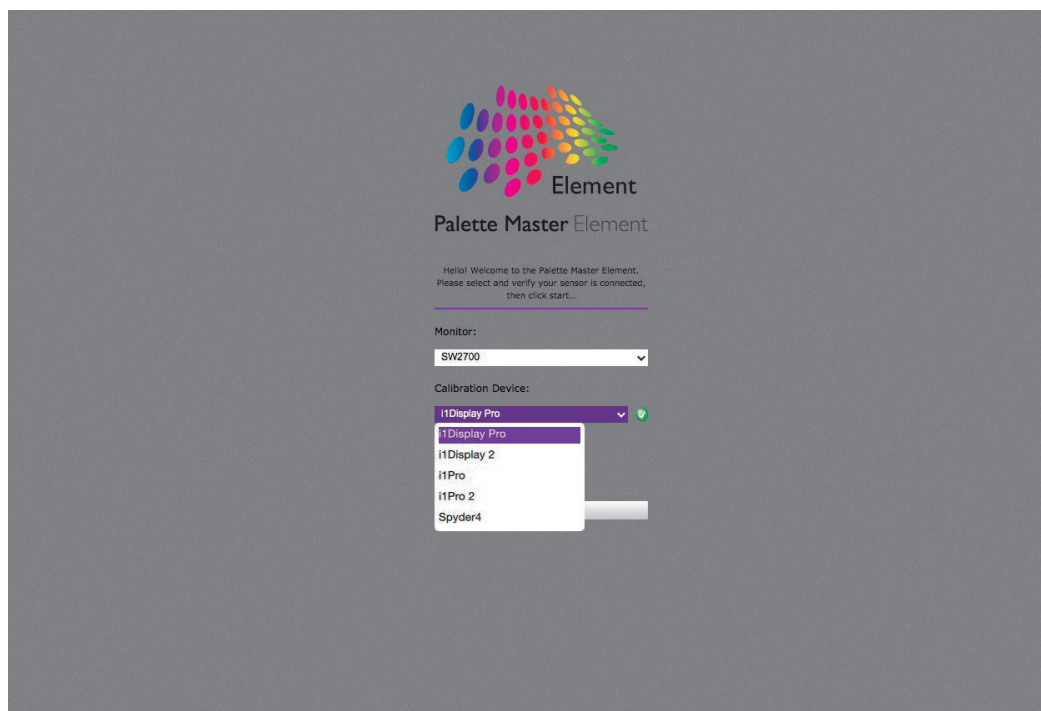 Element
Palette Master Element
Hello! Welcome to the Palette Master Element.
Please select and verify your sensor is connected,
then click start...
Monitor:
SW2700
Calibration Device:
i1Display Pro
i1Display Pro
i1Display 2
i1Pro
i1Pro 2
Spyder4